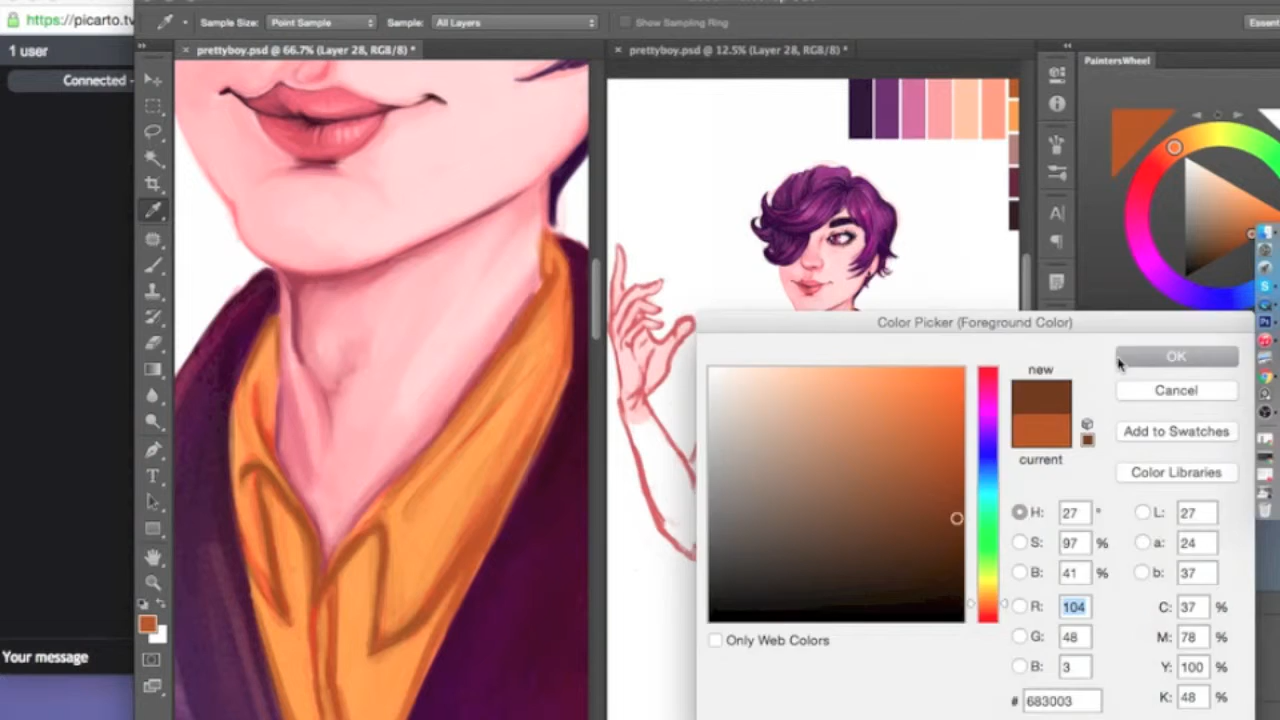 https://picarto.tv
1 user
Connected -
Your message
Sample Size: Point Sample Sample: All Layers Show Sampling Ring Essent
prettyboy.psd @ 66.7% (Layer 28, RGB/8) *
prettyboy.psd @ 12.5% (Layer 28, RGB/8) *
PaintersWheel
Color Picker (Foreground Color)
new
current
OK
Cancel
Add to Swatches
Color Libraries
H: 27 ° L: 27
S: 97 % a: 24
B: 41 % b: 37
R: 104 C: 37 %
G: 48 M: 78 %
B: 3 Y: 100 %
# 683003 K: 48 %
Only Web Colors